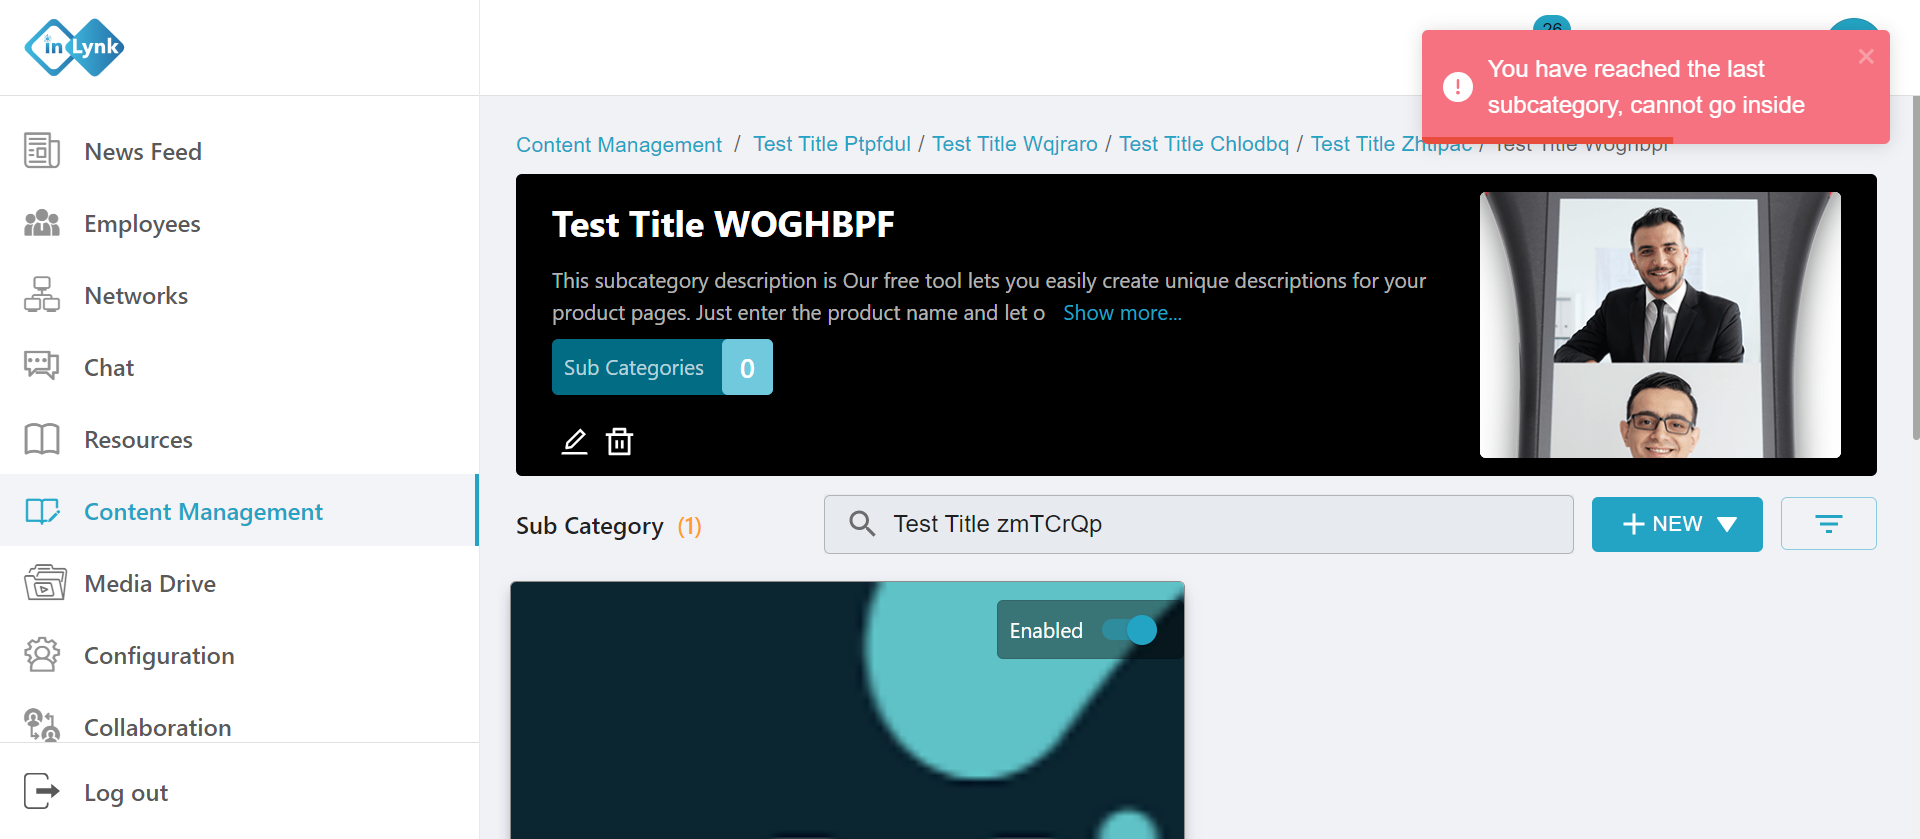 in Lynk
26
You have reached the last
subcategory, cannot go inside
News Feed
Employees
Networks
Chat
Resources
Content Management
Media Drive
Configuration
Collaboration
Log out
Content Management / Test Title Ptpfdul / Test Title Wqjraro / Test Title Chlodbq / Test Title Zhtipac / Test Title Woghbpf
Test Title WOGHBPF
This subcategory description is Our free tool lets you easily create unique descriptions for your
product pages. Just enter the product name and let o Show more...
Sub Categories 0
Sub Category (1)
Test Title zmTCrQp
NEW
Enabled